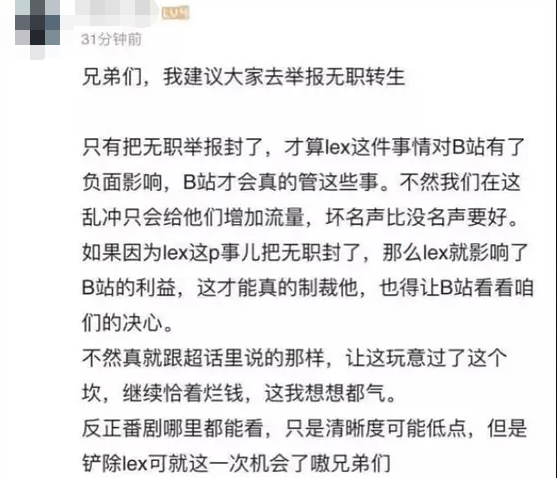 LV4
31分钟前
兄弟们，我建议大家去举报无职转生
只有把无职举报封了，才算lex这件事情对B站有了
负面影响，B站才会真的管这些事。不然我们在这
乱冲只会给他们增加流量，坏名声比没名声要好。
如果因为lex这p事儿把无职封了，那么lex就影响了
B站的利益，这才能真的制裁他，也得让B站看看咱
们的决心。
不然真就跟超话里说的那样，让这玩意过了这个
坎，继续恰着烂钱，这我想想都气。
反正番剧哪里都能看，只是清晰度可能低点，但是
铲除lex可就这一次机会了嗷兄弟们